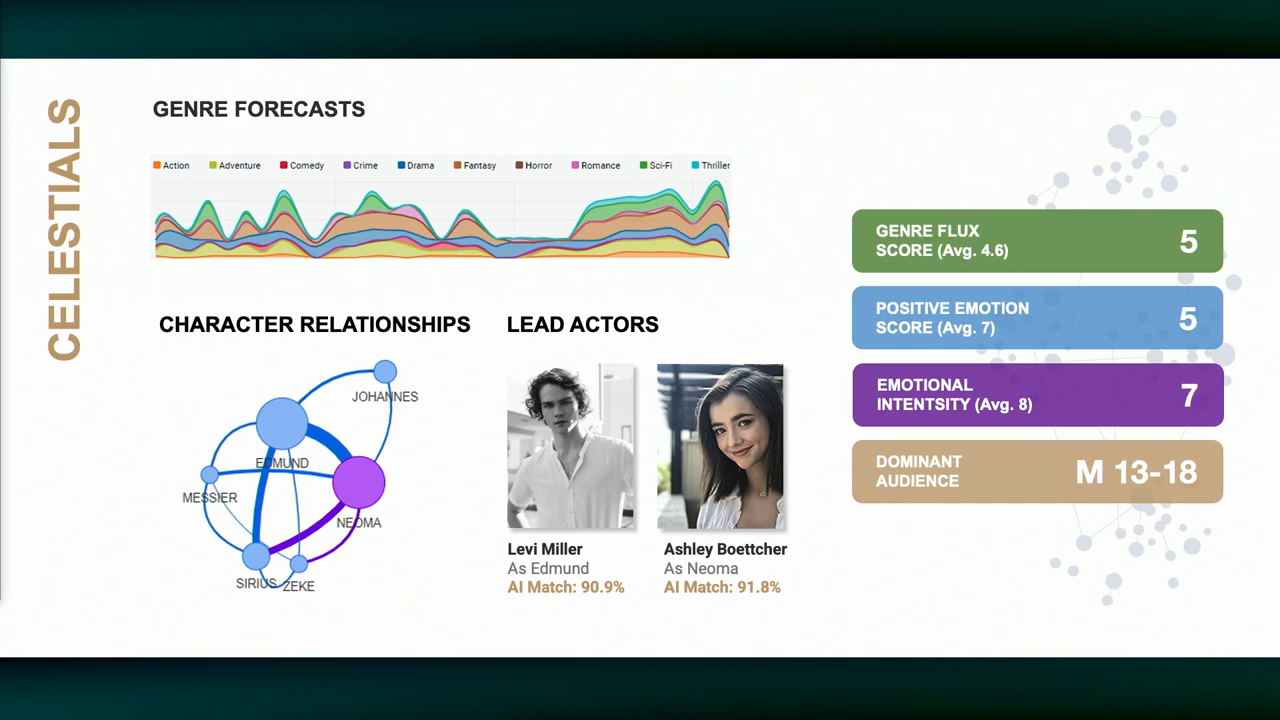 CELESTIALS
GENRE FORECASTS
Action Adventure Comedy Crime Drama Fantasy Horror Romance Sci-Fi Thriller
CHARACTER RELATIONSHIPS
JOHANNES
EDMUND
MESSIER
NEOMA
SIRIUS
ZEKE
LEAD ACTORS
Levi Miller
As Edmund
AI Match: 90.9%
Ashley Boettcher
As Neoma
AI Match: 91.8%
GENRE FLUX
SCORE (Avg. 4.6)
5
POSITIVE EMOTION
SCORE (Avg. 7)
5
EMOTIONAL
INTENTSITY (Avg. 8)
7
DOMINANT
AUDIENCE
M 13-18